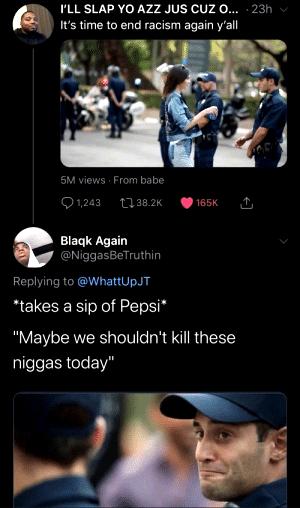 I'LL SLAP YO AZZ JUS CUZ O... · 23h
It's time to end racism again y'all
5M views · From babe
1,243 38.2K 165K
Blaqk Again
@NiggasBeTruthin
Replying to @WhattUpJT
*takes a sip of Pepsi*
"Maybe we shouldn't kill these
niggas today"